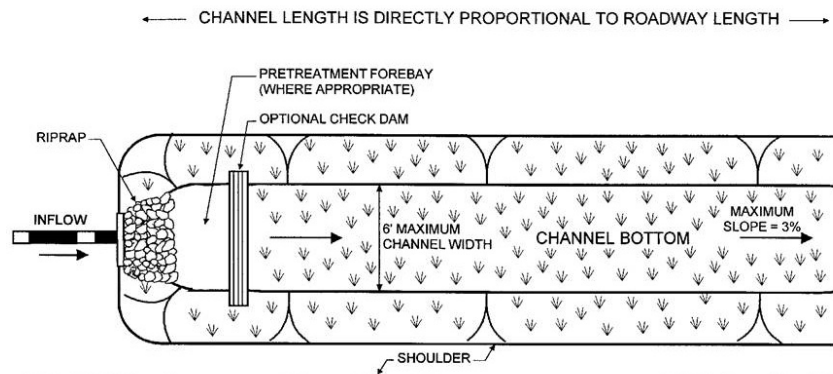 CHANNEL LENGTH IS DIRECTLY PROPORTIONAL TO ROADWAY LENGTH
PRETREATMENT FOREBAY
(WHERE APPROPRIATE)
OPTIONAL CHECK DAM
RIPRAP
INFLOW
6' MAXIMUM
CHANNEL WIDTH
CHANNEL BOTTOM
MAXIMUM
SLOPE = 3%
SHOULDER